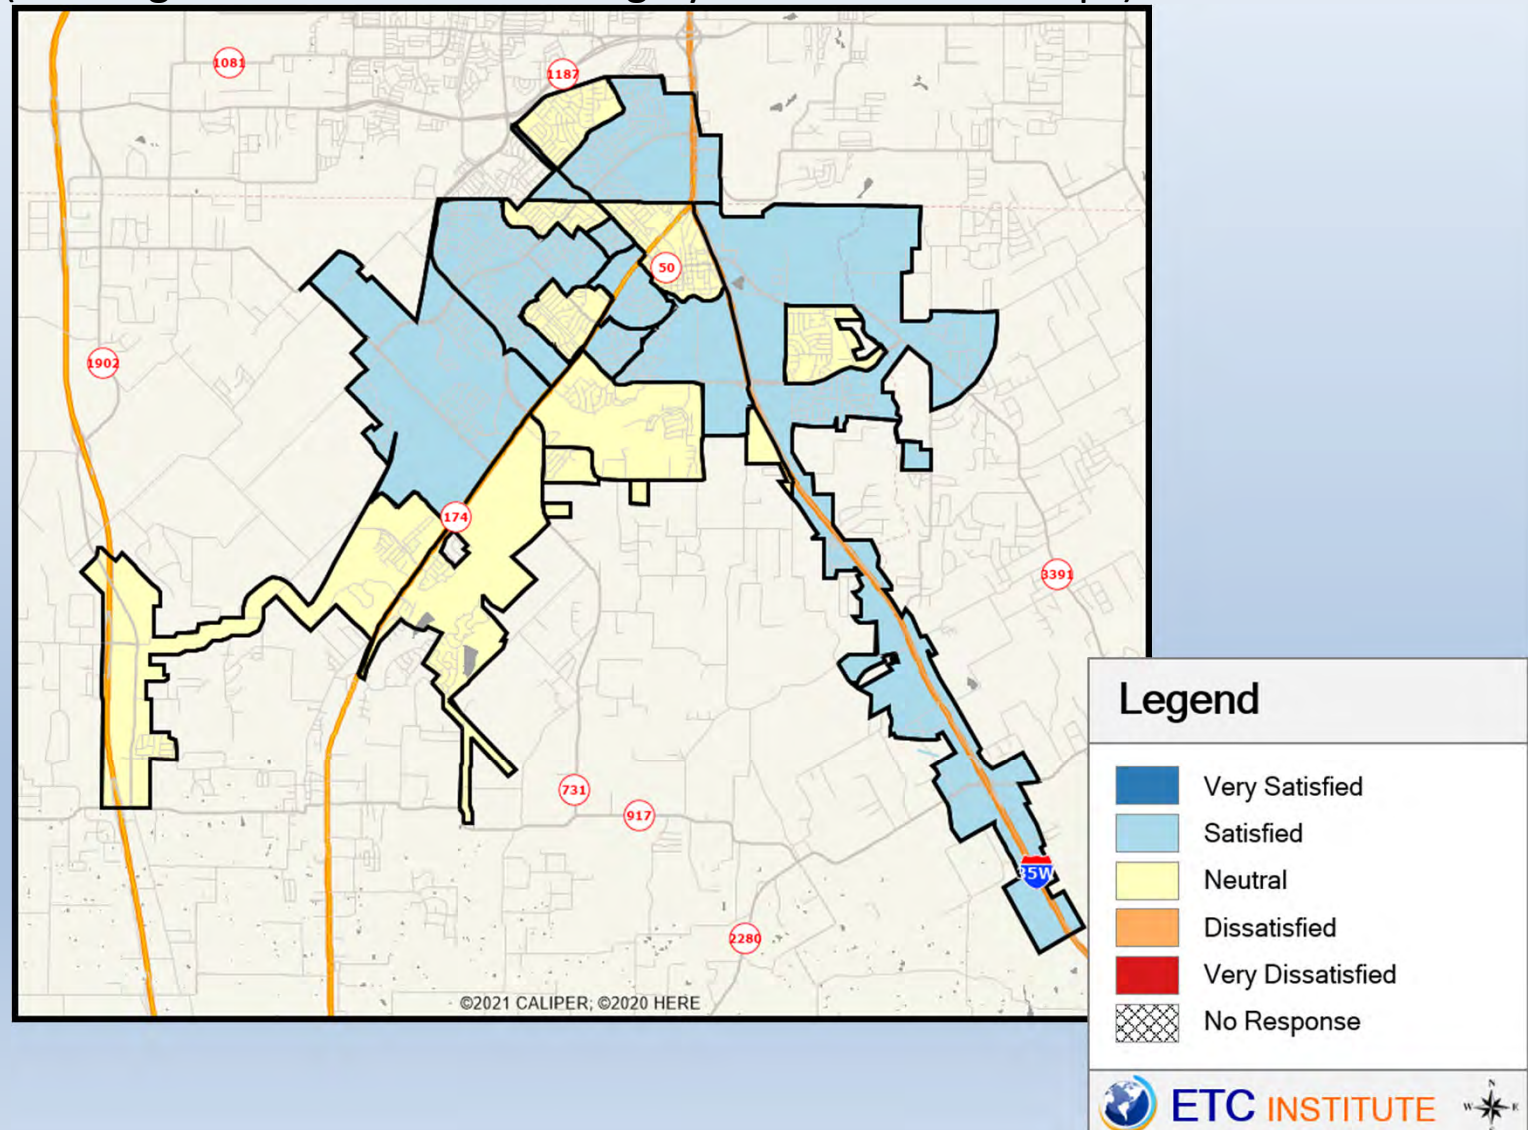 1081
1187
50
1902
174
3391
731
917
35W
2280
©2021 CALIPER; ©2020 HERE
Legend
Very Satisfied
Satisfied
Neutral
Dissatisfied
Very Dissatisfied
No Response
ETC INSTITUTE
N
W E